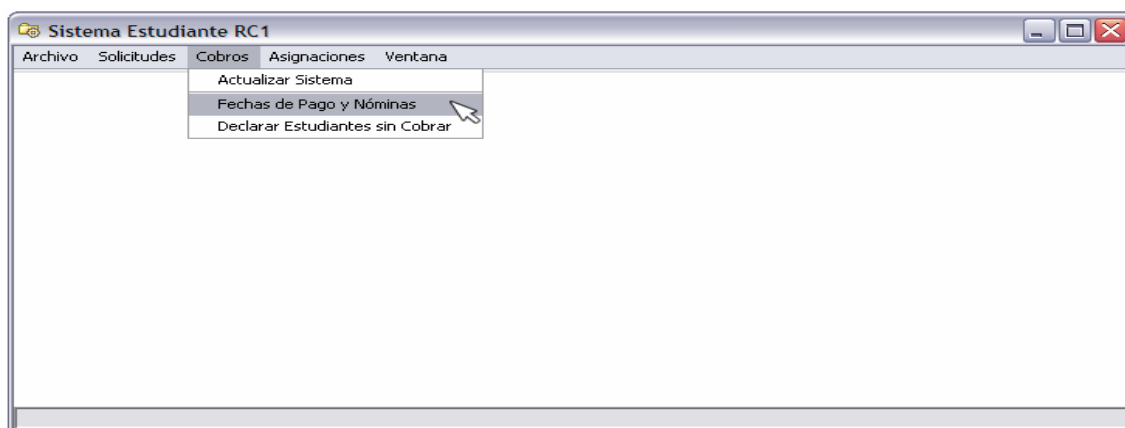 Sistema Estudiante RC1
Archivo Solicitudes Cobros Asignaciones Ventana
Actualizar Sistema
Fechas de Pago y Nóminas
Declarar Estudiantes sin Cobrar